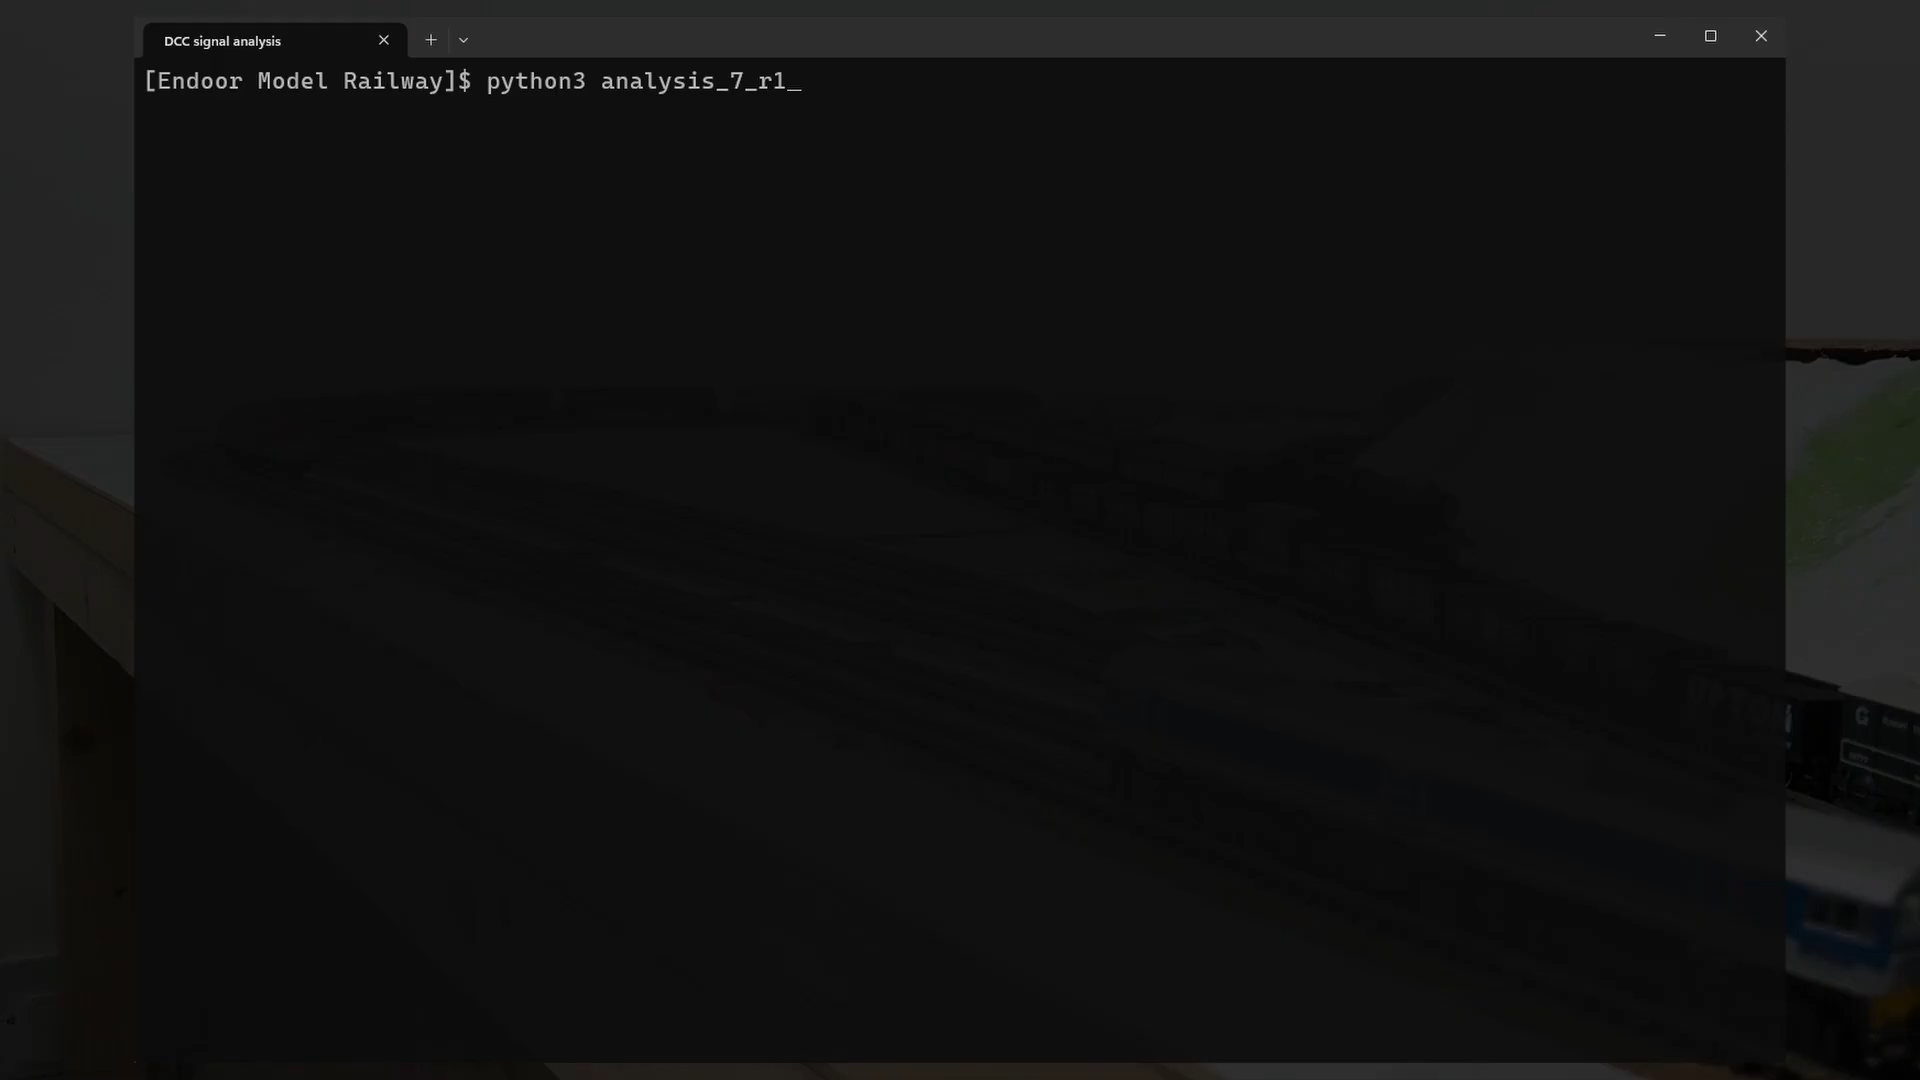 DCC signal analysis
[Endoor Model Railway]$ python3 analysis_7_r1_